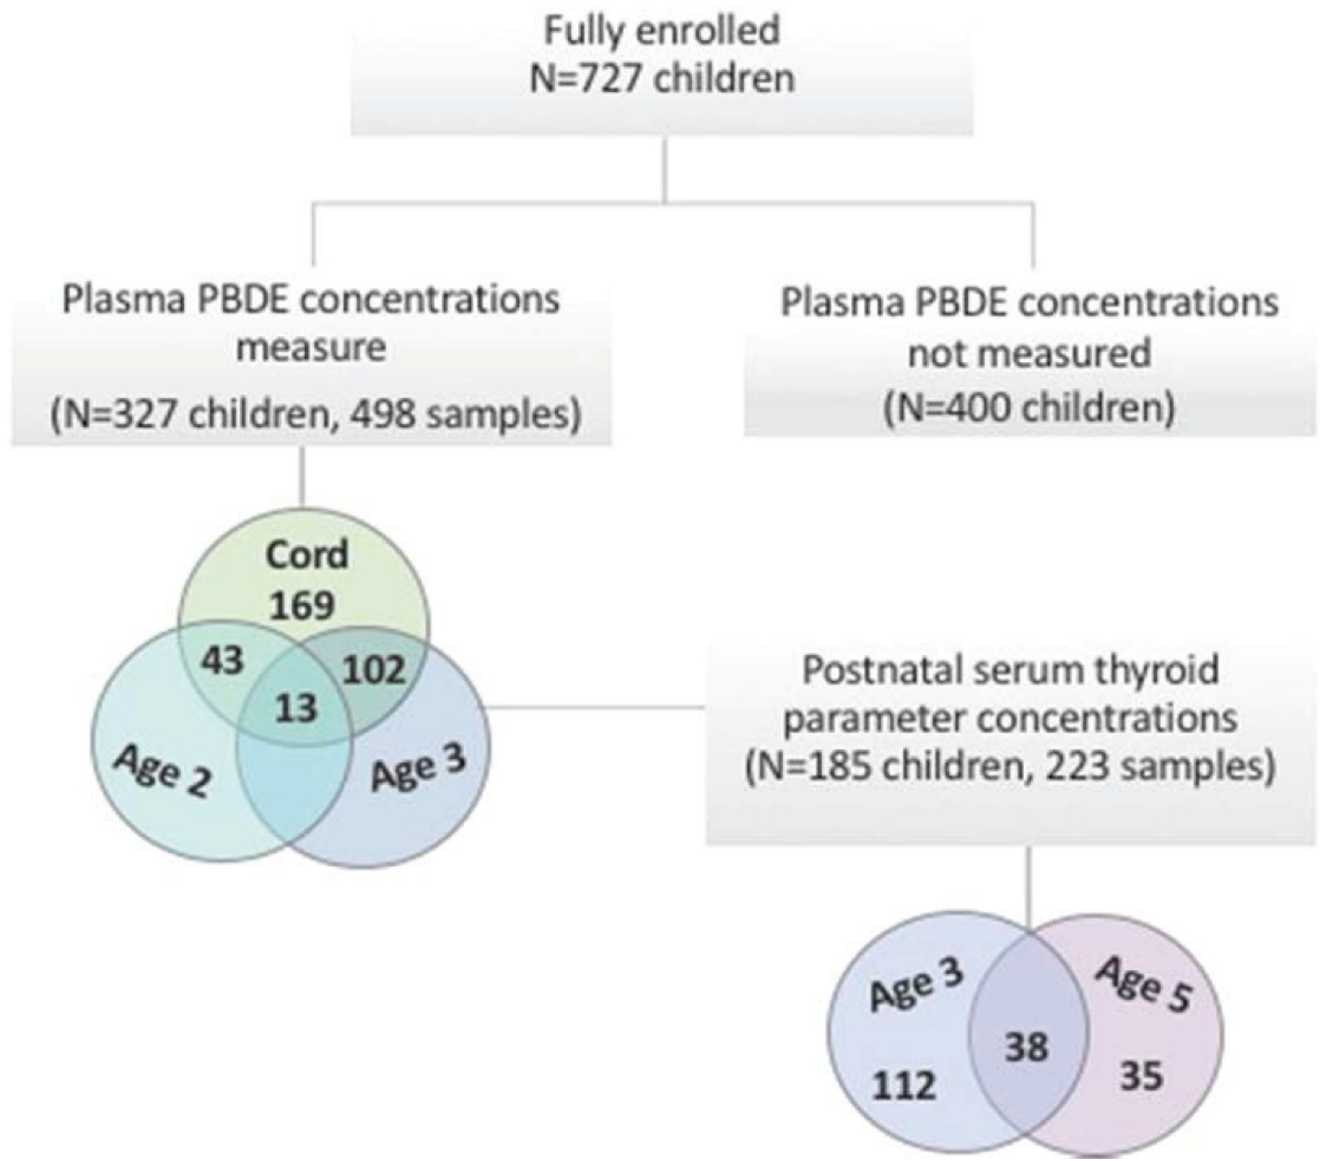 Fully enrolled
N=727 children
Plasma PBDE concentrations
measure
(N=327 children, 498 samples)
Plasma PBDE concentrations
not measured
(N=400 children)
Cord
169
43
102
13
Age 2
Age 3
Postnatal serum thyroid
parameter concentrations
(N=185 children, 223 samples)
Age 3
Age 5
38
112
35